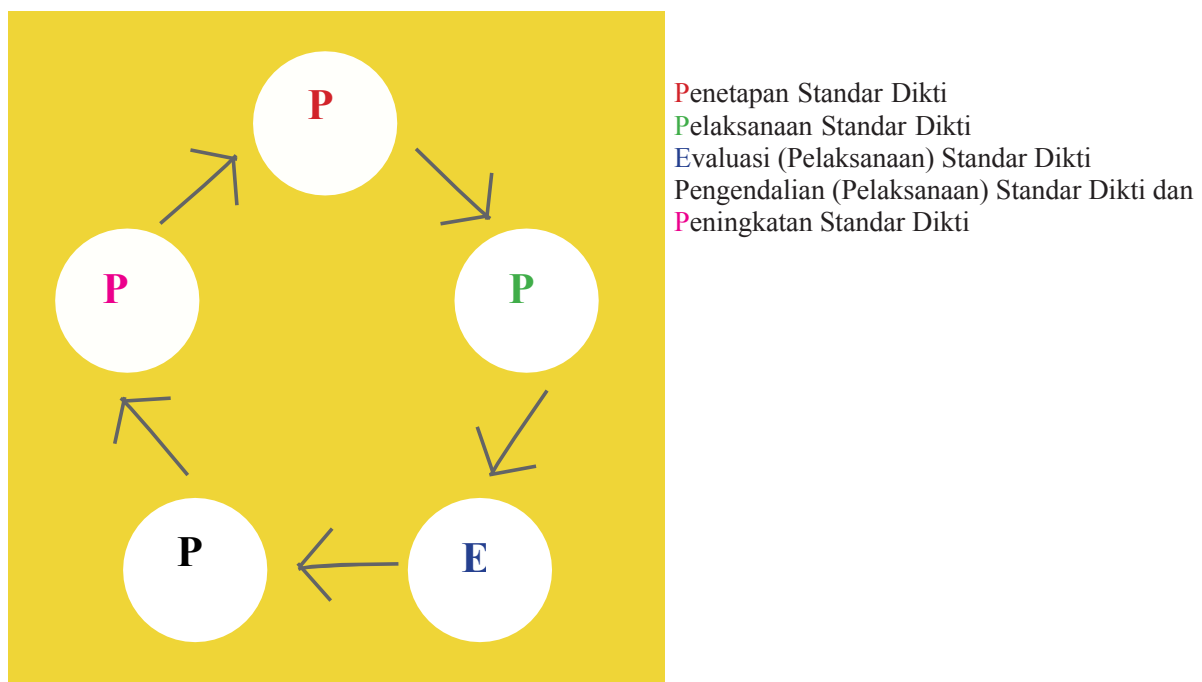 P
Penetapan Standar Dikti
Pelaksanaan Standar Dikti
Evaluasi (Pelaksanaan) Standar Dikti
Pengendalian (Pelaksanaan) Standar Dikti dan
Peningkatan Standar Dikti
P
P
P
E